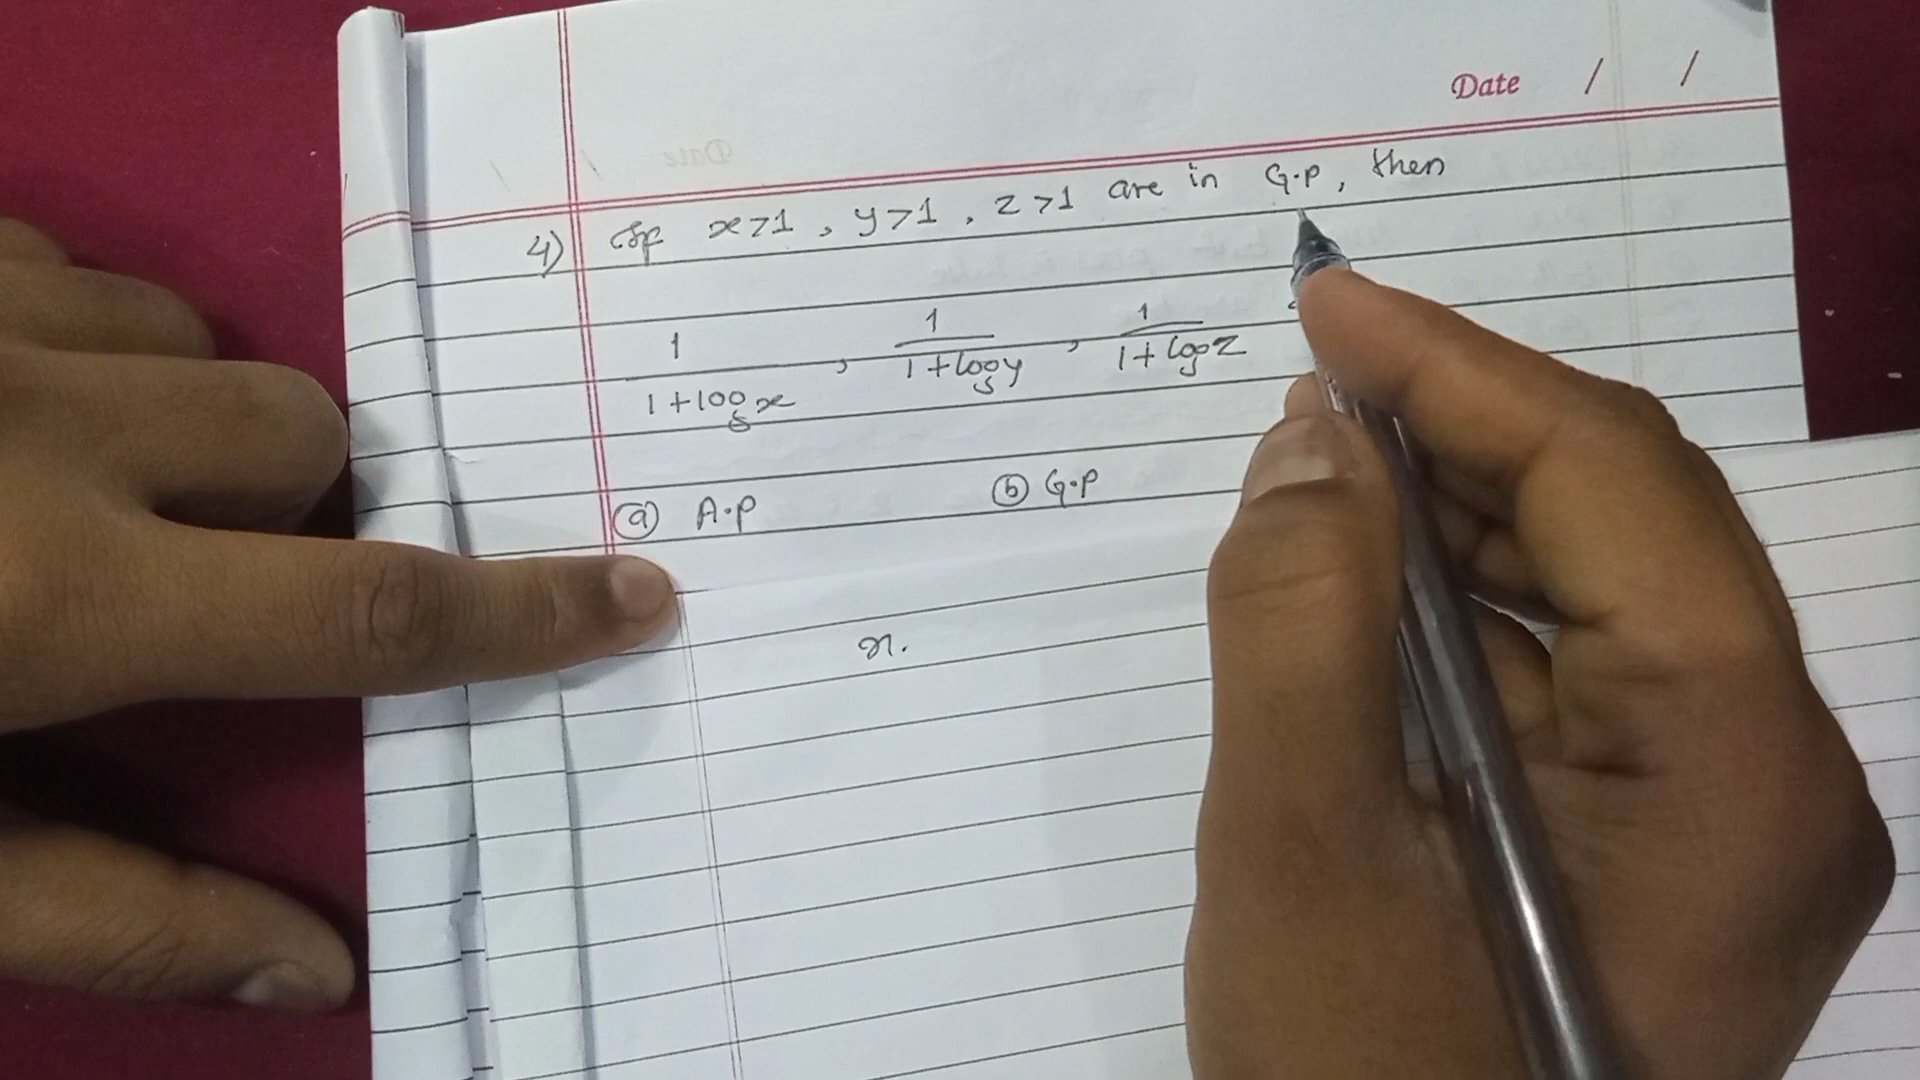 Date / /
4) If x>1, y>1, z>1 are in G.P, then
1/1+log x, 1/1+log y, 1/1+log z
(a) A.P (b) G.P
x.